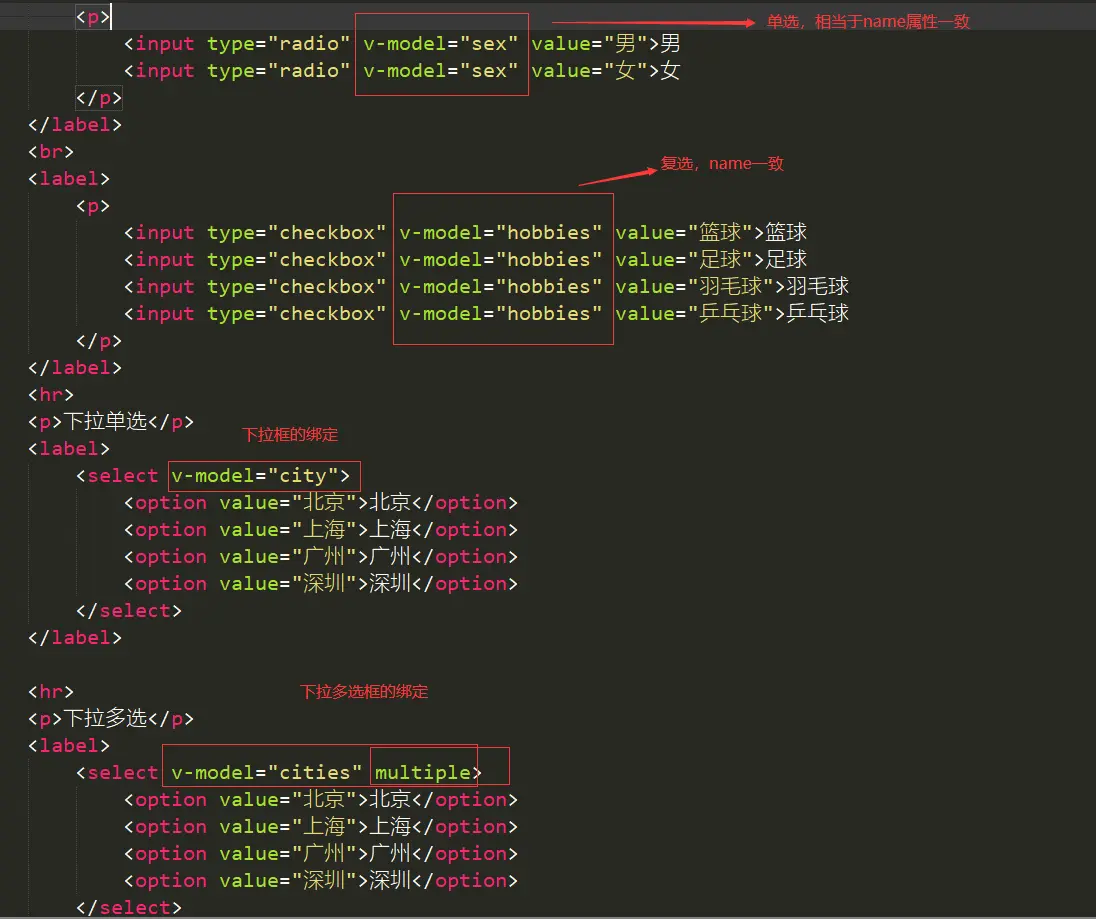 <p>
单选，相当于name属性一致
<input type="radio" v-model="sex" value="男">男
<input type="radio" v-model="sex" value="女">女
</p>
</label>
<br>
复选，name一致
<label>
<p>
<input type="checkbox" v-model="hobbies" value="篮球">篮球
<input type="checkbox" v-model="hobbies" value="足球">足球
<input type="checkbox" v-model="hobbies" value="羽毛球">羽毛球
<input type="checkbox" v-model="hobbies" value="乒乓球">乒乓球
</p>
</label>
<hr>
<p>下拉单选</p>
下拉框的绑定
<label>
<select v-model="city">
<option value="北京">北京</option>
<option value="上海">上海</option>
<option value="广州">广州</option>
<option value="深圳">深圳</option>
</select>
</label>
<hr>
下拉多选框的绑定
<p>下拉多选</p>
<label>
<select v-model="cities" multiple>
<option value="北京">北京</option>
<option value="上海">上海</option>
<option value="广州">广州</option>
<option value="深圳">深圳</option>
</select>